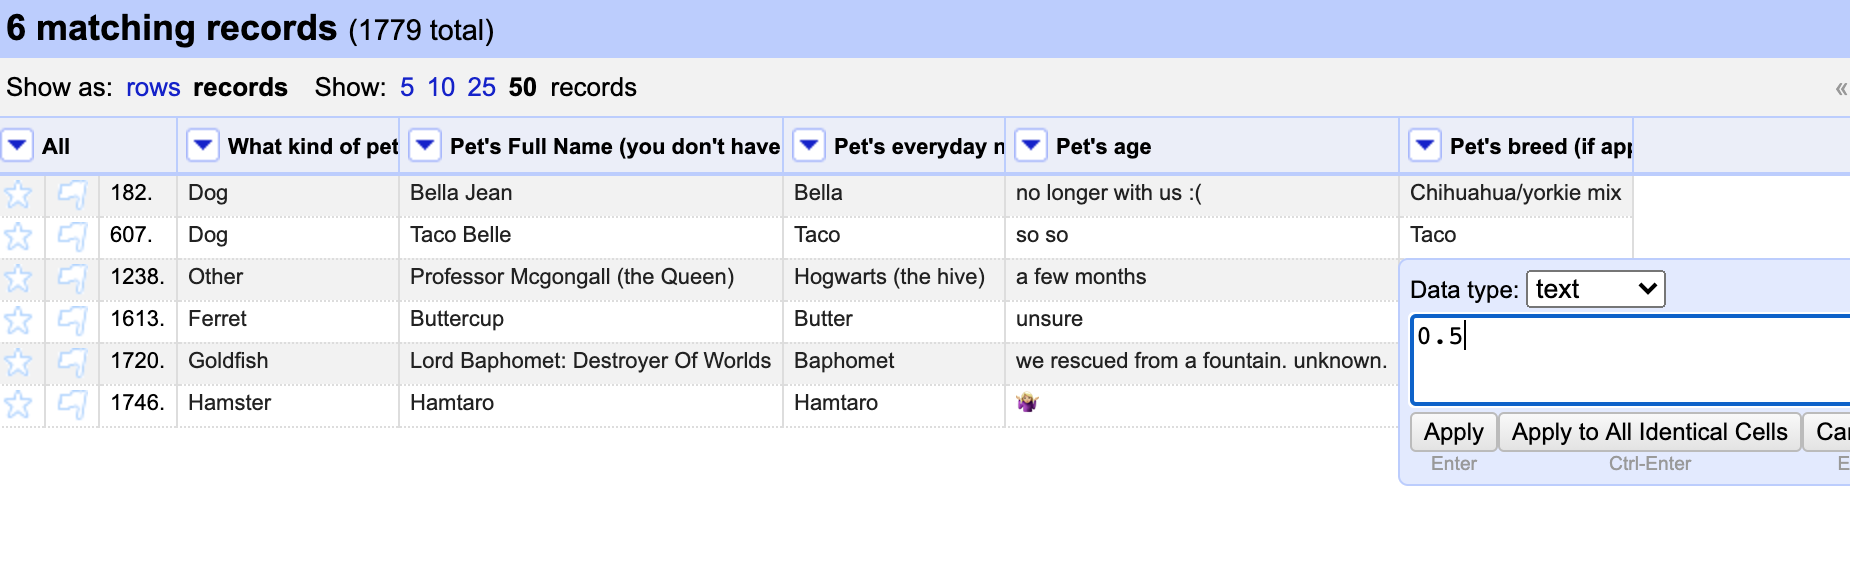 6 matching records (1779 total)
Show as: rows records Show: 5 10 25 50 records «
All What kind of pet Pet's Full Name (you don't have Pet's everyday n Pet's age Pet's breed (if app
182. Dog Bella Jean Bella no longer with us :( Chihuahua/yorkie mix
607. Dog Taco Belle Taco so so Taco
1238. Other Professor Mcgongall (the Queen) Hogwarts (the hive) a few months
1613. Ferret Buttercup Butter unsure
1720. Goldfish Lord Baphomet: Destroyer Of Worlds Baphomet we rescued from a fountain. unknown.
1746. Hamster Hamtaro Hamtaro 🤷🏼‍♀️
Data type: text
0.5
Apply Apply to All Identical Cells Ca
Enter Ctrl-Enter E